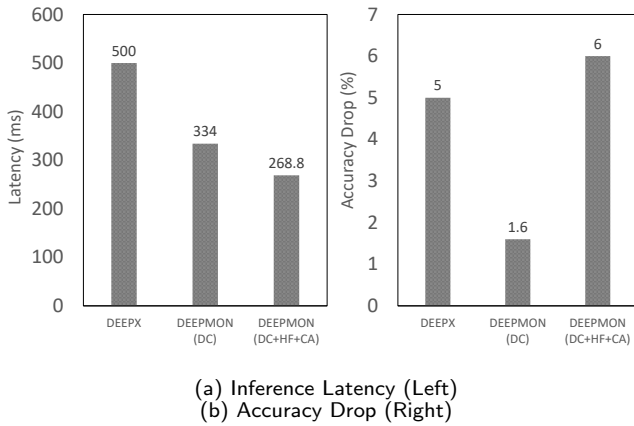 600
500
400
300
200
100
0
Latency (ms)
500
334
268.8
DEEPX
DEEPMON
(DC)
DEEPMON
(DC+HF+CA)
7
6
5
4
3
2
1
0
Accuracy Drop (%)
5
1.6
6
DEEPX
DEEPMON
(DC)
DEEPMON
(DC+HF+CA)
(a) Inference Latency (Left)
(b) Accuracy Drop (Right)